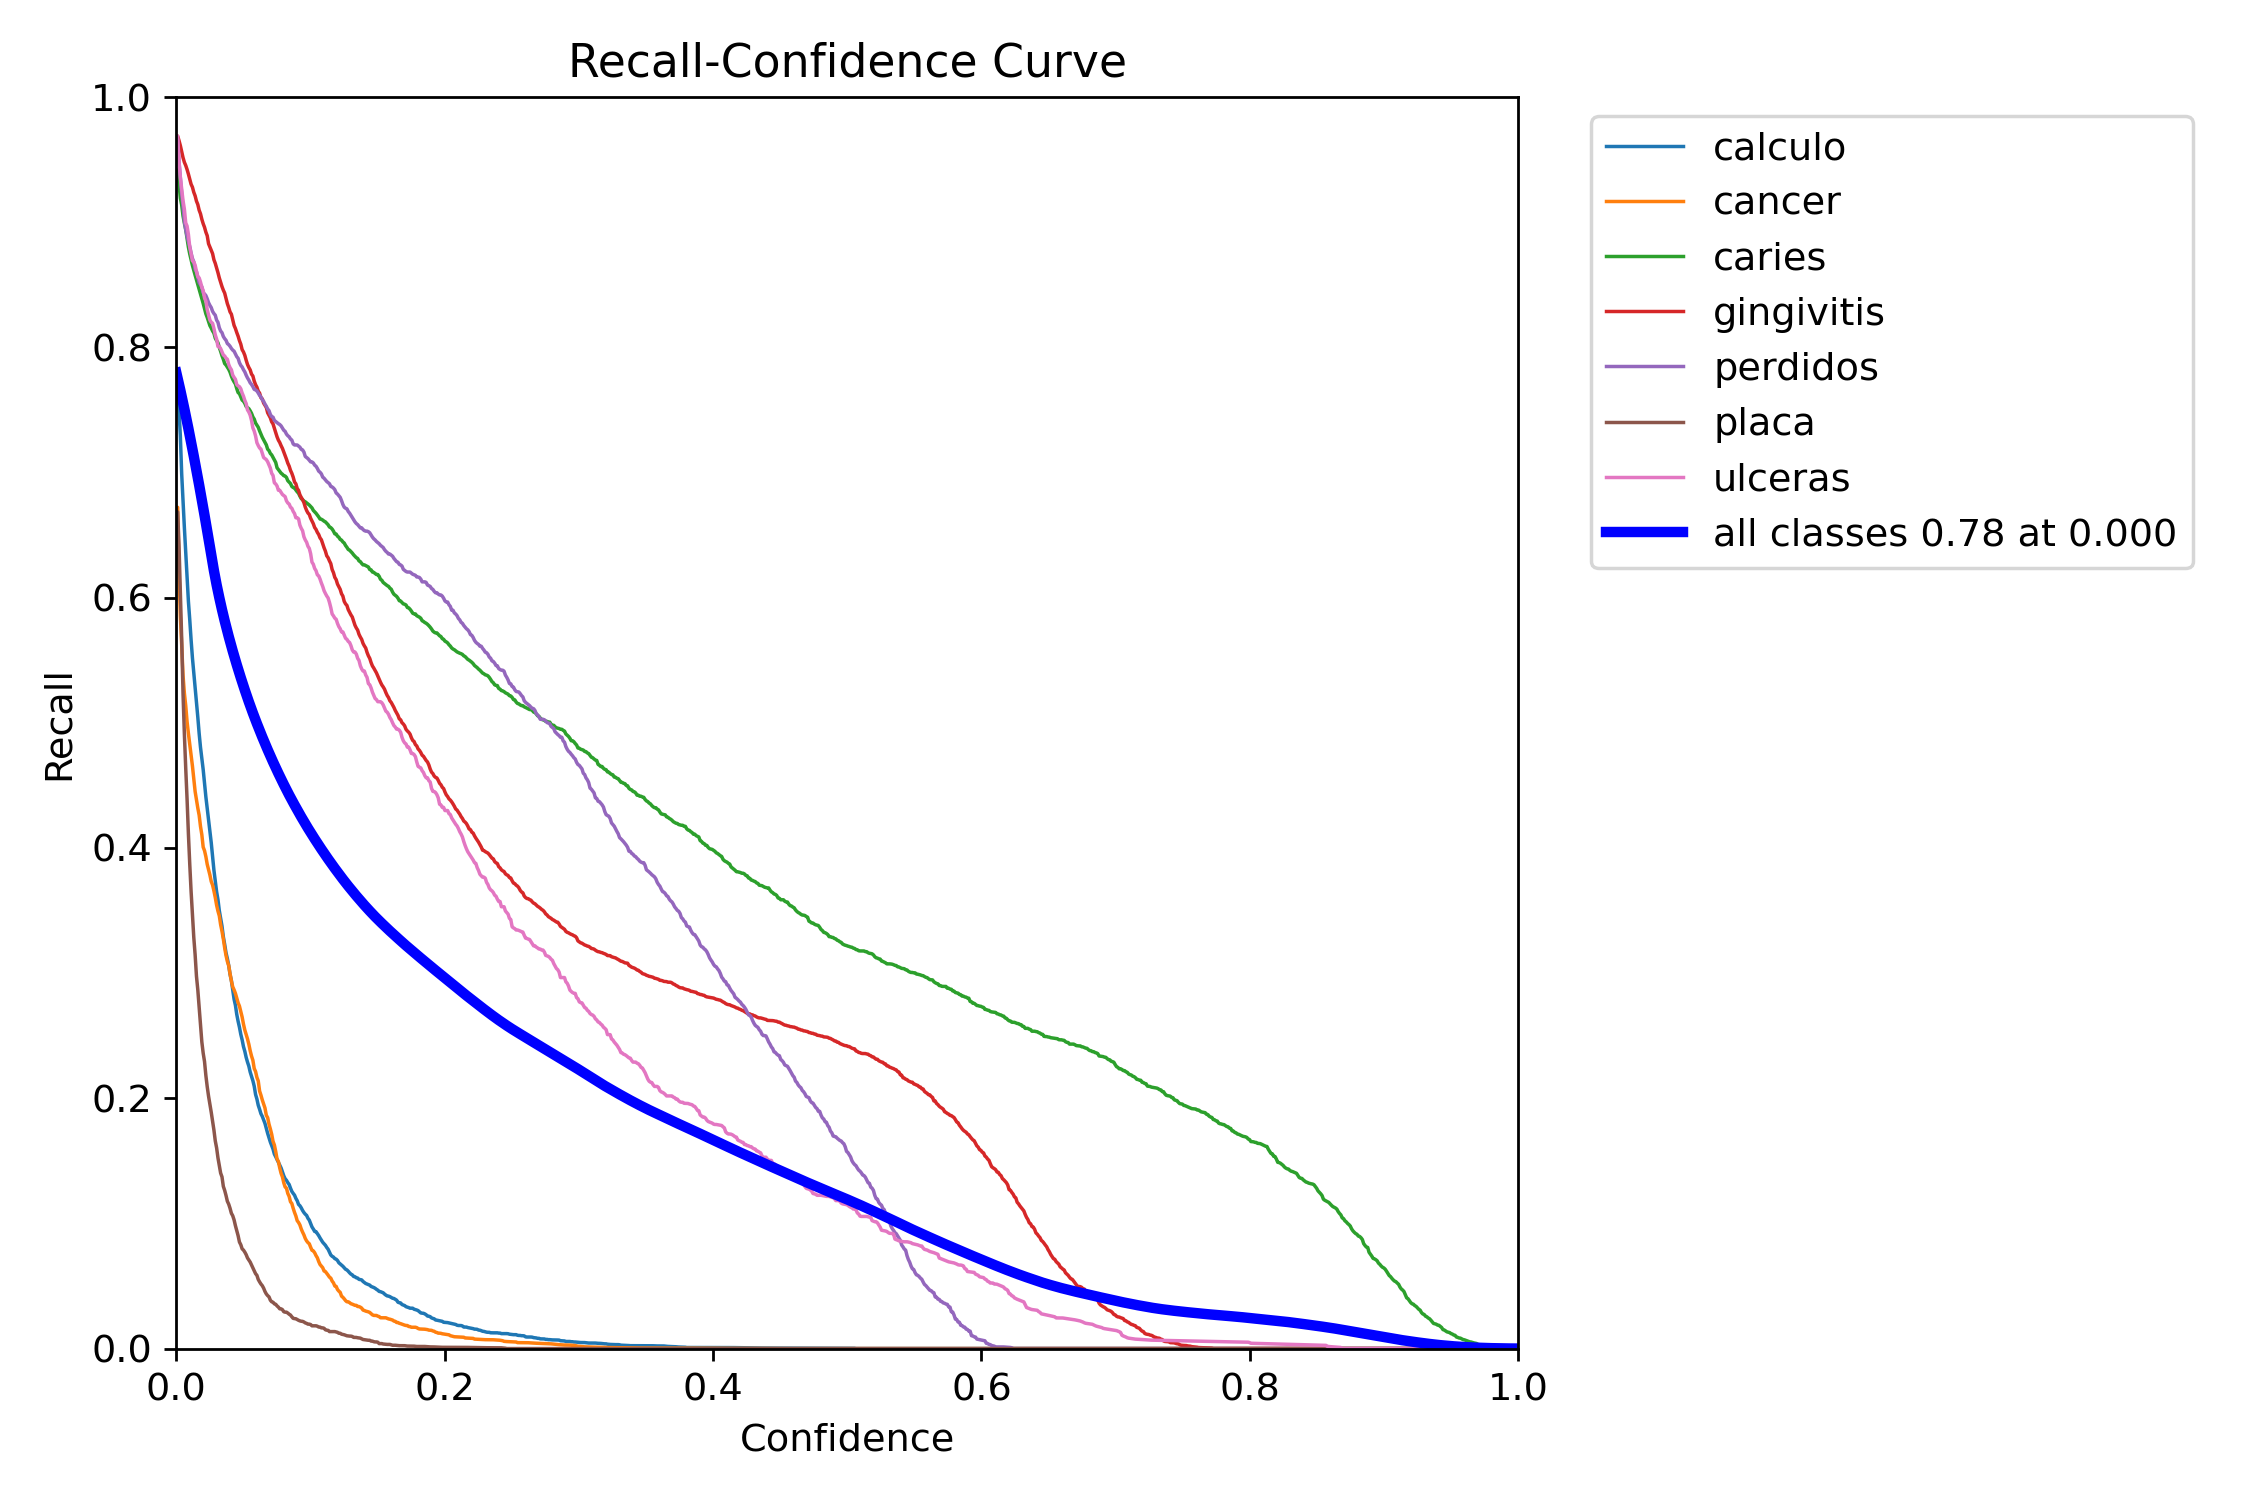 Recall-Confidence Curve
1.0
0.8
0.6
0.4
0.2
0.0
Recall
0.0 0.2 0.4 0.6 0.8 1.0
Confidence
calculo
cancer
caries
gingivitis
perdidos
placa
ulceras
all classes 0.78 at 0.000